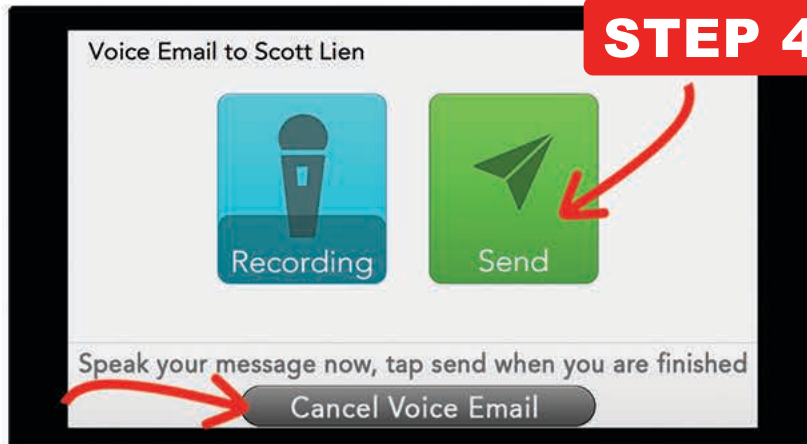 STEP 4
Voice Email to Scott Lien
Recording
Send
Speak your message now, tap send when you are finished
Cancel Voice Email